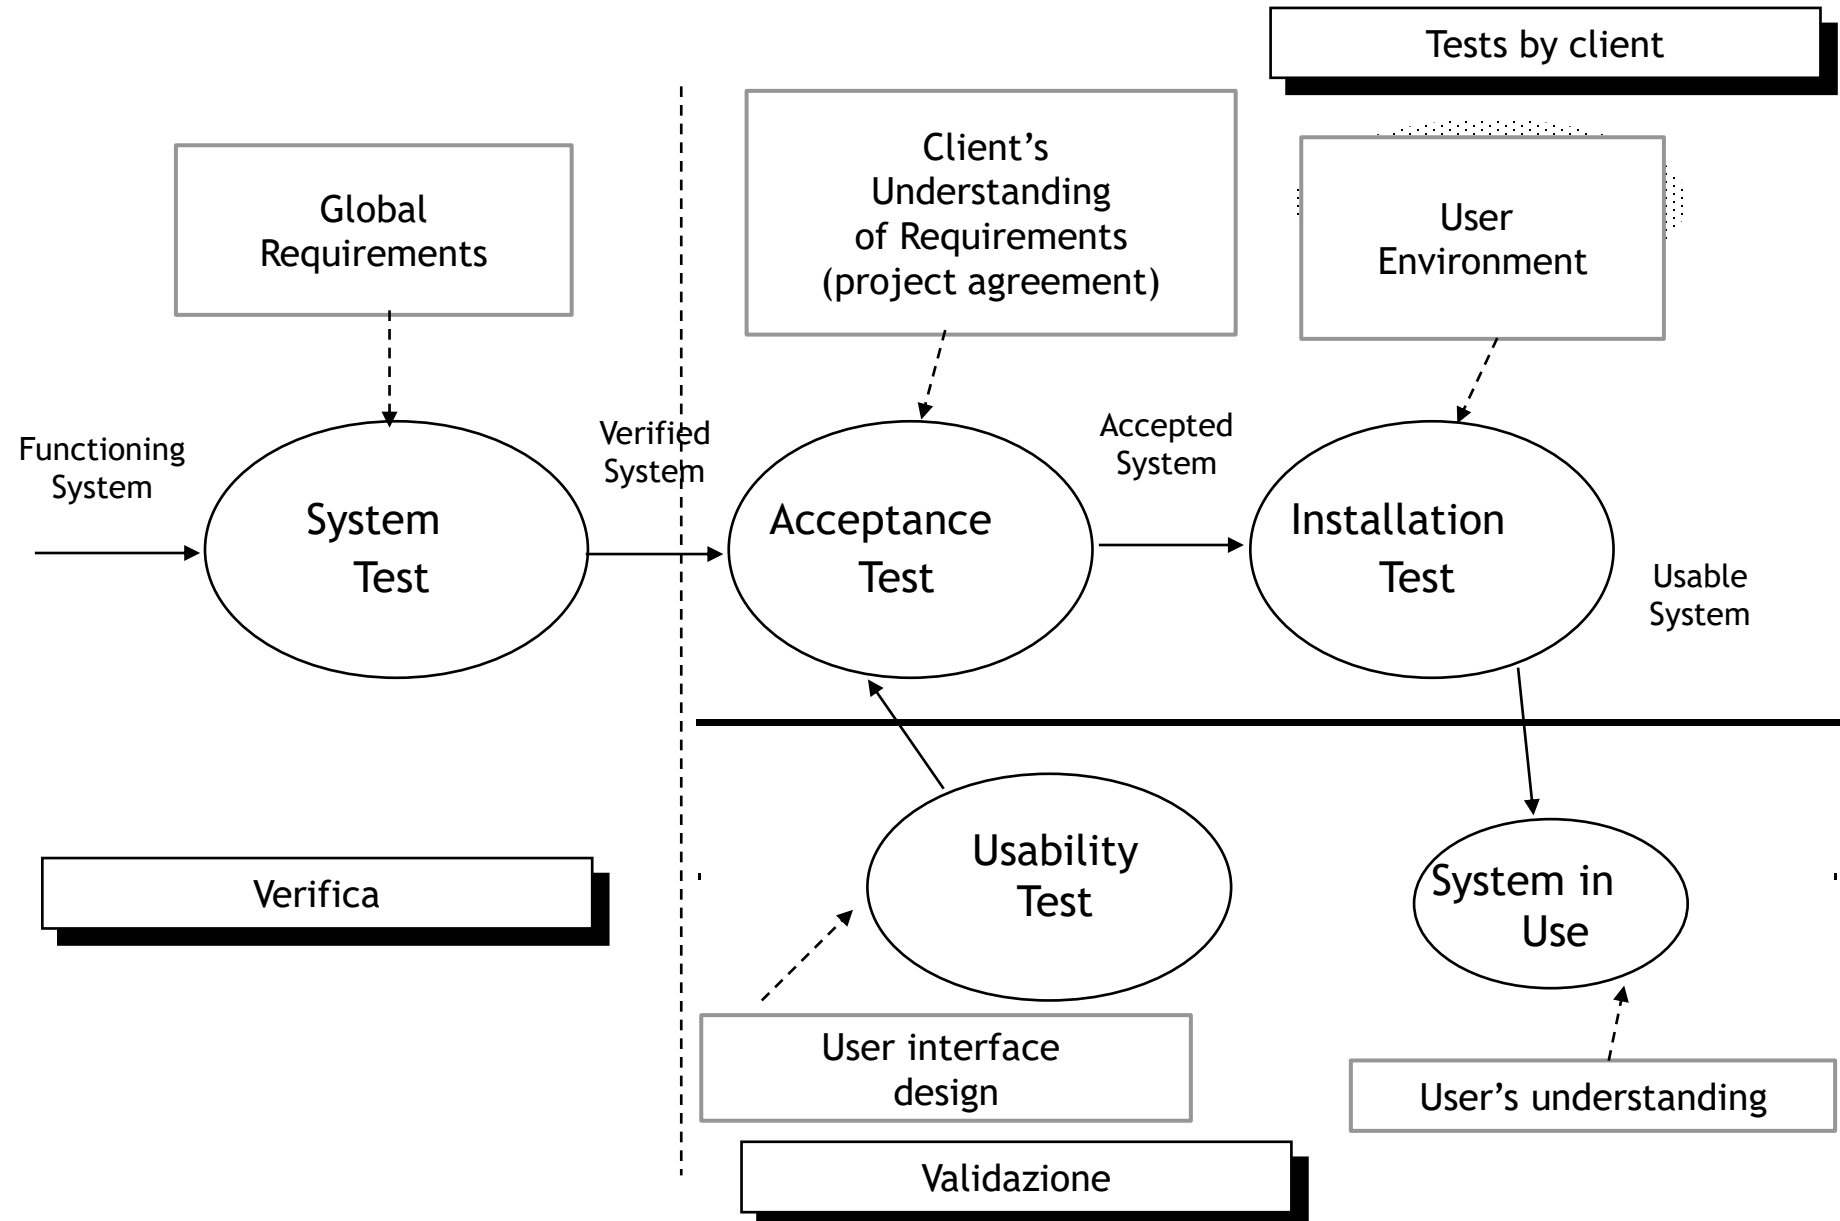 Tests by client
Client’s
Understanding
of Requirements
(project agreement)
Global
Requirements
User
Environment
Functioning
System
Verified
System
Accepted
System
System
Test
Acceptance
Test
Installation
Test
Usable
System
Usability
Test
System in
Use
Verifica
User interface
design
User’s understanding
Validazione